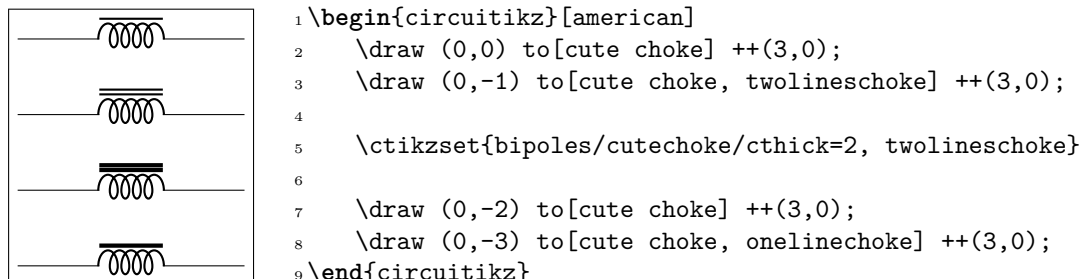 1 \begin{circuitikz}[american]
2 \draw (0,0) to[cute choke] ++(3,0);
3 \draw (0,-1) to[cute choke, twolineschoke] ++(3,0);
4
5 \ctikzset{bipoles/cutechoke/cthick=2, twolineschoke}
6
7 \draw (0,-2) to[cute choke] ++(3,0);
8 \draw (0,-3) to[cute choke, onelinechoke] ++(3,0);
9 \end{circuitikz}